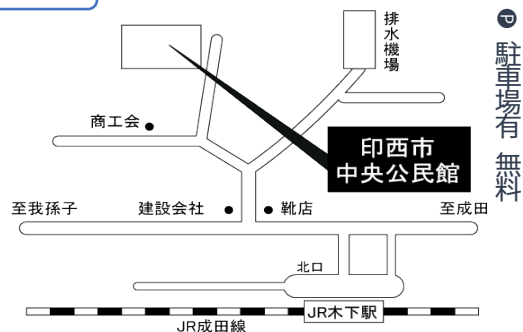 排水機場
Ⓟ 駐車場有 無料
商工会
印西市
中央公民館
至我孫子
建設会社
靴店
至成田
北口
JR木下駅
JR成田線